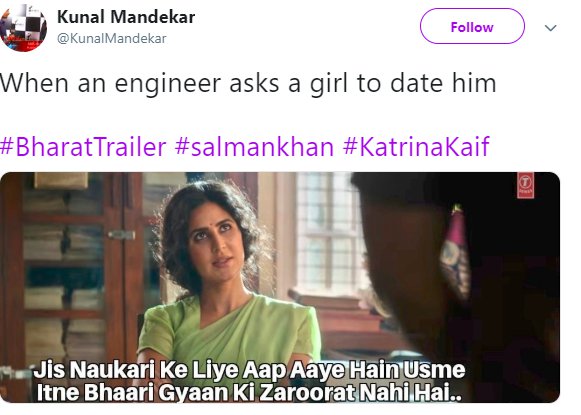 Kunal Mandekar
@KunalMandekar
Follow
When an engineer asks a girl to date him
#BharatTrailer #salmankhan #KatrinaKaif
Jis Naukari Ke Liye Aap Aaye Hain Usme
Itne Bhaari Gyaan Ki Zaroorat Nahi Hai..